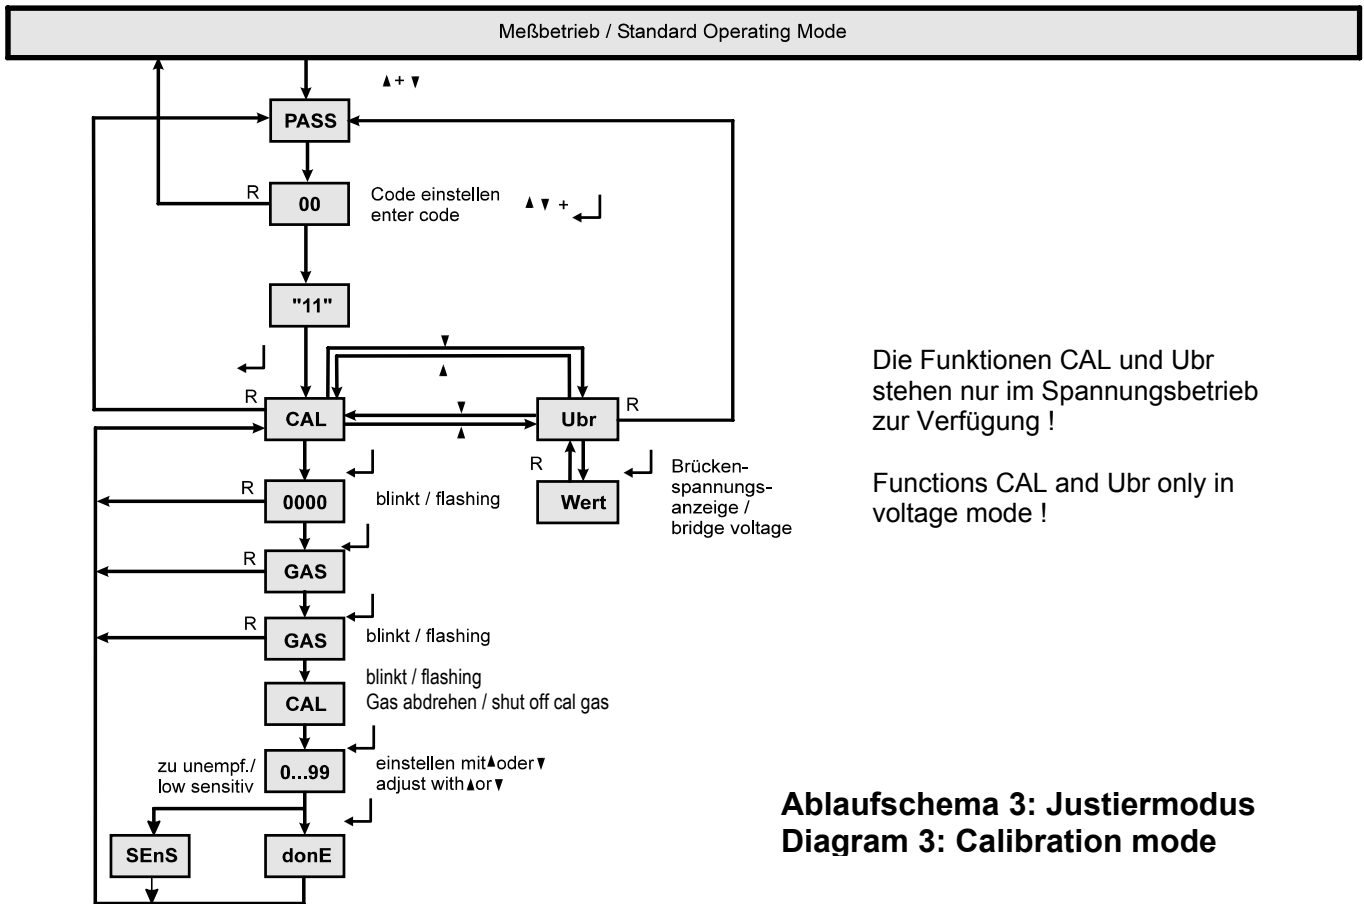 Meßbetrieb / Standard Operating Mode
▲ + ▼
PASS
R
00
Code einstellen ▲ ▼ +
enter code
"11"
▼
▲
R
CAL
▼
▲
Ubr
R
R
0000
blinkt / flashing
R
Wert
Brücken-
spannungs-
anzeige /
bridge voltage
R
GAS
R
GAS
blinkt / flashing
CAL
blinkt / flashing
Gas abdrehen / shut off cal gas
zu unempf./
low sensitiv
0...99
einstellen mit▲oder▼
adjust with▲or▼
SEnS
donE
Die Funktionen CAL und Ubr
stehen nur im Spannungsbetrieb
zur Verfügung !
Functions CAL and Ubr only in
voltage mode !
Ablaufschema 3: Justiermodus
Diagram 3: Calibration mode